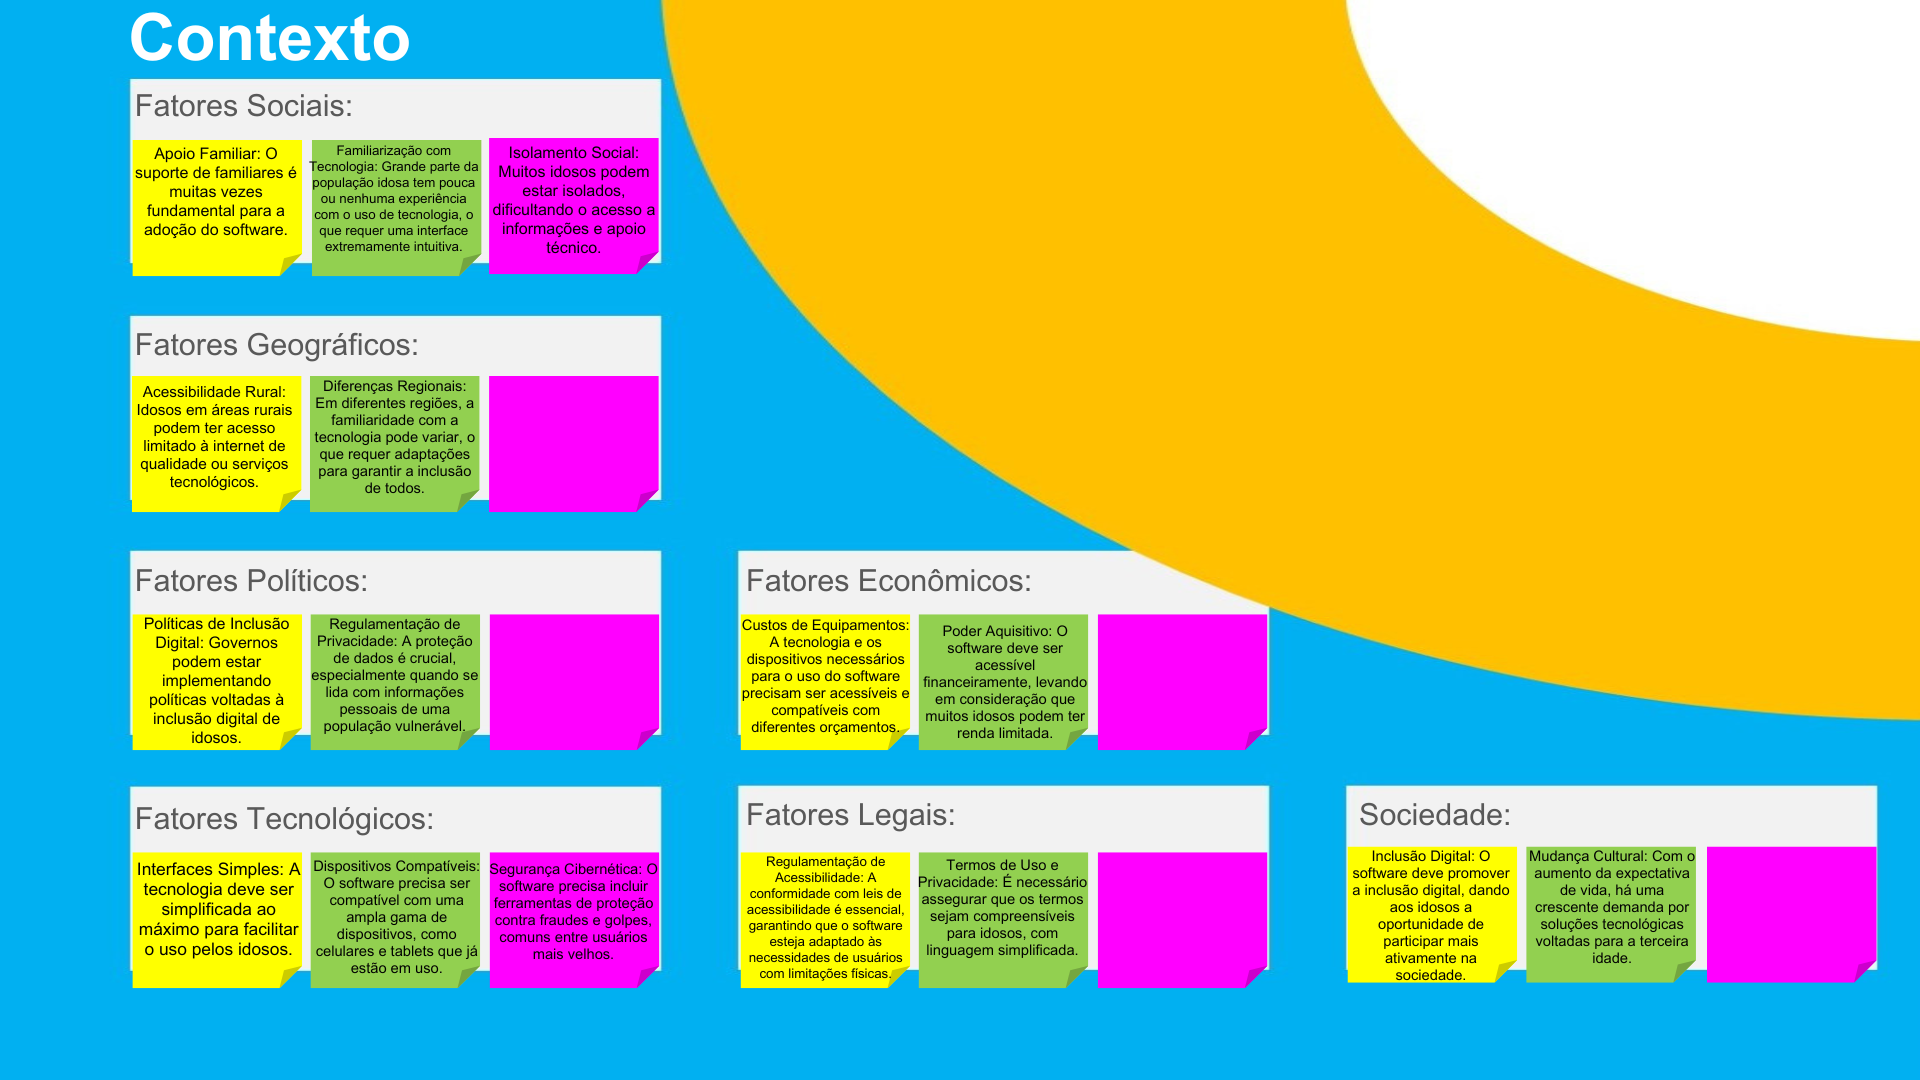 Contexto
Fatores Sociais:
Apoio Familiar: O
suporte de familiares é
muitas vezes
fundamental para a
adoção do software.
Familiarização com
Tecnologia: Grande parte da
população idosa tem pouca
ou nenhuma experiência
com o uso de tecnologia, o
que requer uma interface
extremamente intuitiva.
Isolamento Social:
Muitos idosos podem
estar isolados,
dificultando o acesso a
informações e apoio
técnico.
Fatores Geográficos:
Acessibilidade Rural:
Idosos em áreas rurais
podem ter acesso
limitado à internet de
qualidade ou serviços
tecnológicos.
Diferenças Regionais:
Em diferentes regiões, a
familiaridade com a
tecnologia pode variar, o
que requer adaptações
para garantir a inclusão
de todos.
Fatores Políticos:
Políticas de Inclusão
Digital: Governos
podem estar
implementando
políticas voltadas à
inclusão digital de
idosos.
Regulamentação de
Privacidade: A proteção
de dados é crucial,
especialmente quando se
lida com informações
pessoais de uma
população vulnerável.
Fatores Econômicos:
Custos de Equipamentos:
A tecnologia e os
dispositivos necessários
para o uso do software
precisam ser acessíveis e
compatíveis com
diferentes orçamentos.
Poder Aquisitivo: O
software deve ser
acessível
financeiramente, levando
em consideração que
muitos idosos podem ter
renda limitada.
Fatores Tecnológicos:
Interfaces Simples: A
tecnologia deve ser
simplificada ao
máximo para facilitar
o uso pelos idosos.
Dispositivos Compatíveis:
O software precisa ser
compatível com uma
ampla gama de
dispositivos, como
celulares e tablets que já
estão em uso.
Segurança Cibernética: O
software precisa incluir
ferramentas de proteção
contra fraudes e golpes,
comuns entre usuários
mais velhos.
Fatores Legais:
Regulamentação de
Acessibilidade: A
conformidade com leis de
acessibilidade é essencial,
garantindo que o software
esteja adaptado às
necessidades de usuários
com limitações físicas.
Termos de Uso e
Privacidade: É necessário
assegurar que os termos
sejam compreensíveis
para idosos, com
linguagem simplificada.
Sociedade:
Inclusão Digital: O
software deve promover
a inclusão digital, dando
aos idosos a
oportunidade de
participar mais
ativamente na
sociedade.
Mudança Cultural: Com o
aumento da expectativa
de vida, há uma
crescente demanda por
soluções tecnológicas
voltadas para a terceira
idade.